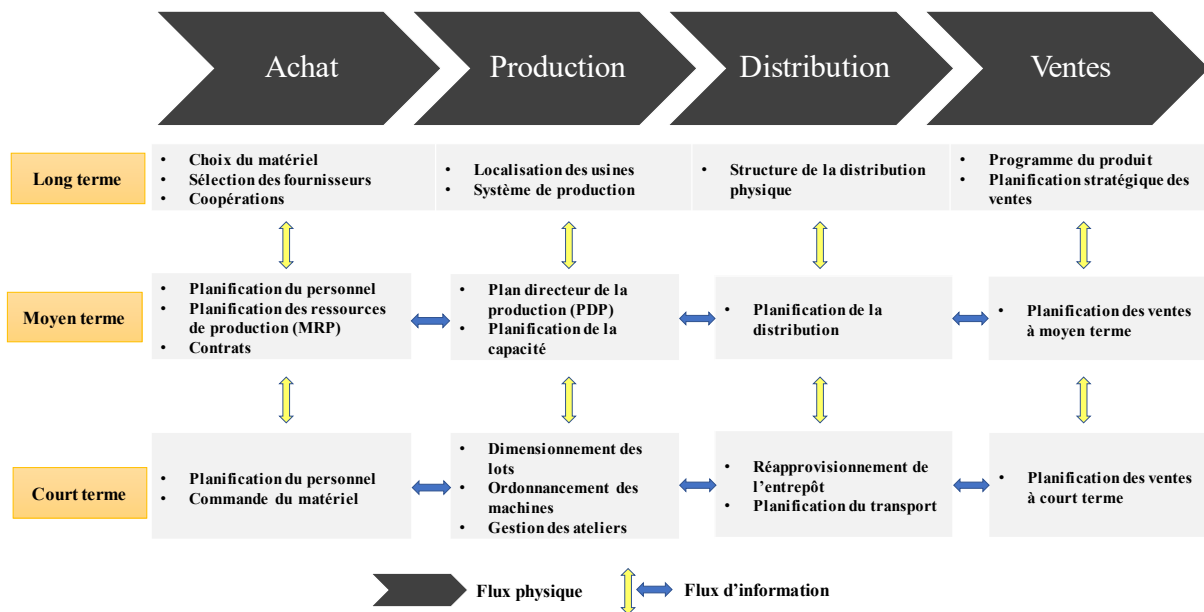 Achat
Production
Distribution
Ventes
Long terme
• Choix du matériel
• Sélection des fournisseurs
• Coopérations
• Localisation des usines
• Système de production
• Structure de la distribution
physique
• Programme du produit
• Planification stratégique des
ventes
Moyen terme
• Planification du personnel
• Planification des ressources
de production (MRP)
• Contrats
• Plan directeur de la
production (PDP)
• Planification de la
capacité
• Planification de la
distribution
• Planification des ventes
à moyen terme
Court terme
• Planification du personnel
• Commande du matériel
• Dimensionnement des
lots
• Ordonnancement des
machines
• Gestion des ateliers
• Réapprovisionnement de
l’entrepôt
• Planification du transport
• Planification des ventes
à court terme
Flux physique
Flux d’information